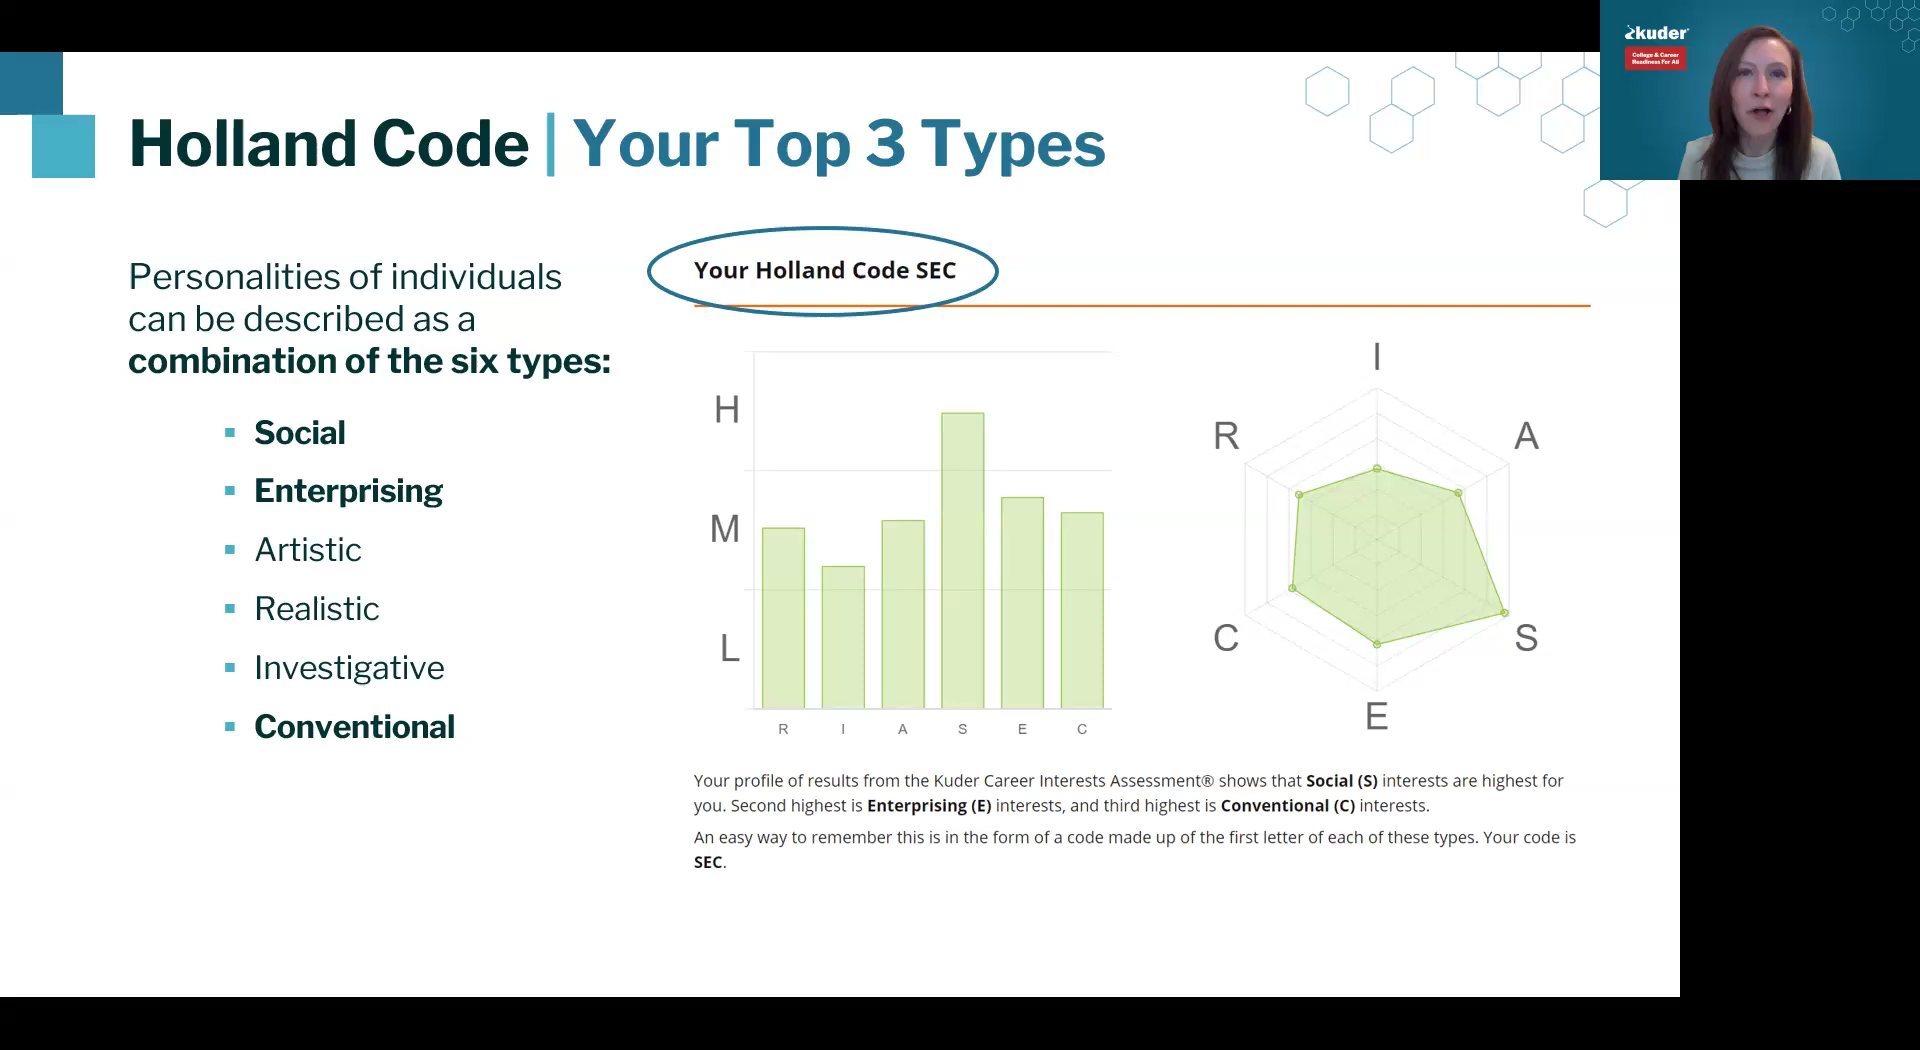 Holland Code | Your Top 3 Types
Personalities of individuals
can be described as a
combination of the six types:
▪ Social
▪ Enterprising
▪ Artistic
▪ Realistic
▪ Investigative
▪ Conventional
Your Holland Code SEC
H
M
L
R I A S E C
I
R A
C S
E
Your profile of results from the Kuder Career Interests Assessment® shows that Social (S) interests are highest for
you. Second highest is Enterprising (E) interests, and third highest is Conventional (C) interests.
An easy way to remember this is in the form of a code made up of the first letter of each of these types. Your code is
SEC.
kuder
College & Career
Readiness For All